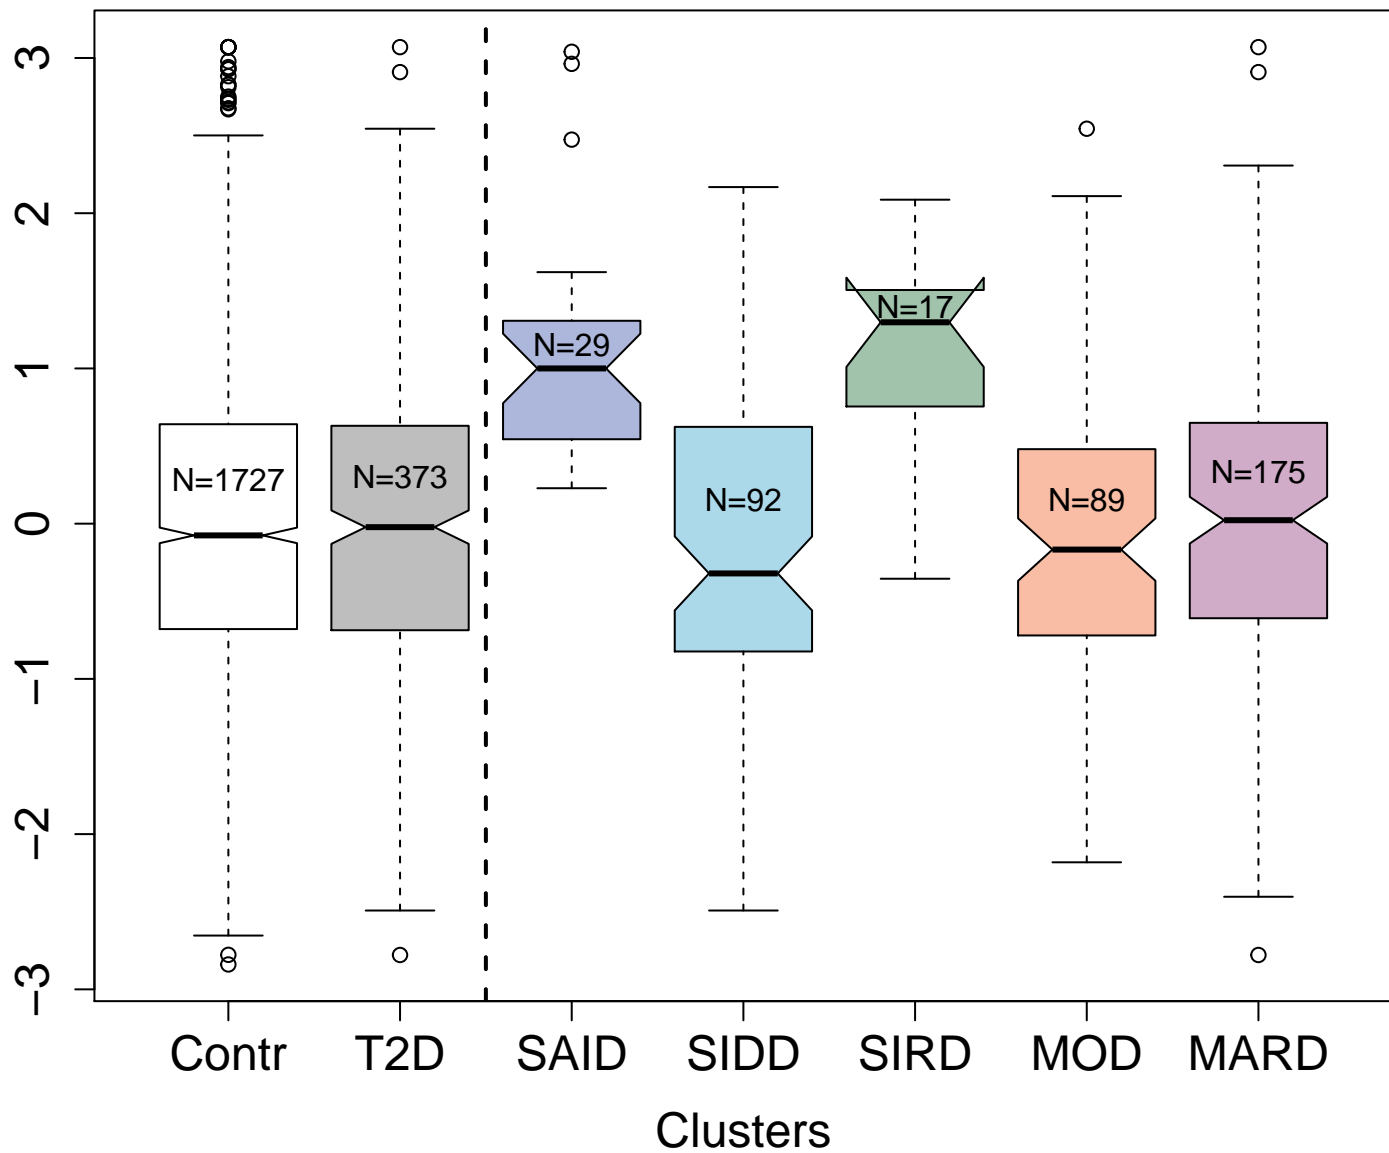 3
2
1
0
−1
−2
−3
N=1727
N=373
N=29
N=92
N=17
N=89
N=175
Contr T2D SAID SIDD SIRD MOD MARD
Clusters